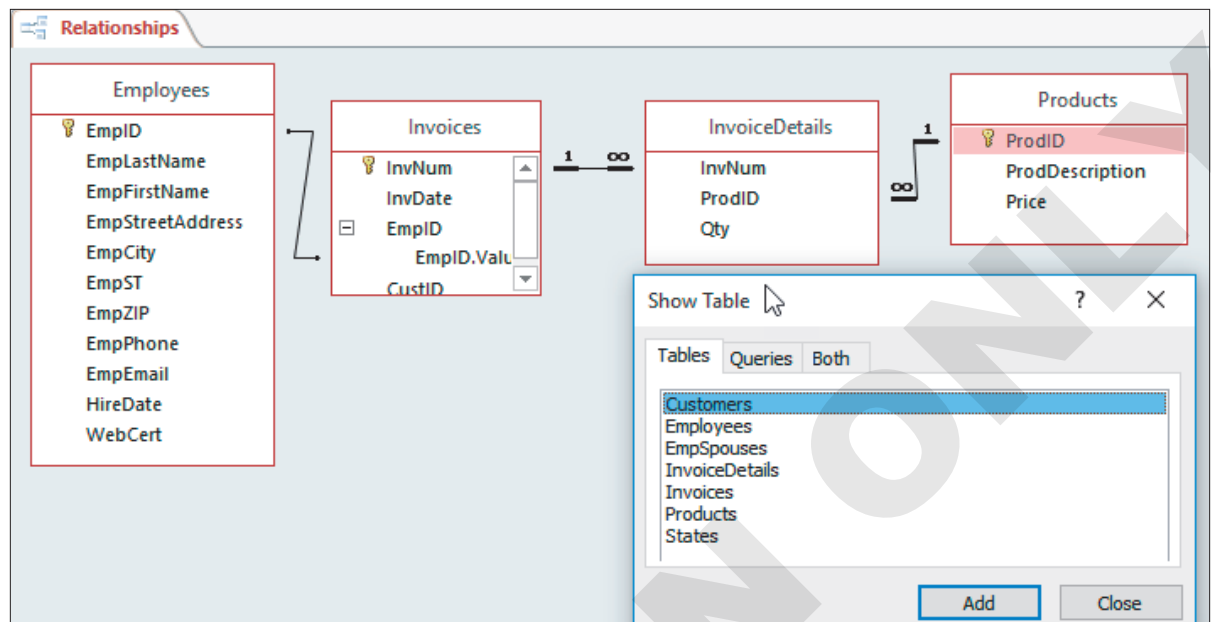 Relationships
Employees
EmpID
EmpLastName
EmpFirstName
EmpStreetAddress
EmpCity
EmpST
EmpZIP
EmpPhone
EmpEmail
HireDate
WebCert
Invoices
InvNum
InvDate
EmpID
EmpID.Valu
CustID
1 ∞
InvoiceDetails
InvNum
ProdID
Qty
1
∞
Products
ProdID
ProdDescription
Price
Show Table ?
Tables Queries Both
Customers
Employees
EmpSpouses
InvoiceDetails
Invoices
Products
States
Add Close
N ONLY